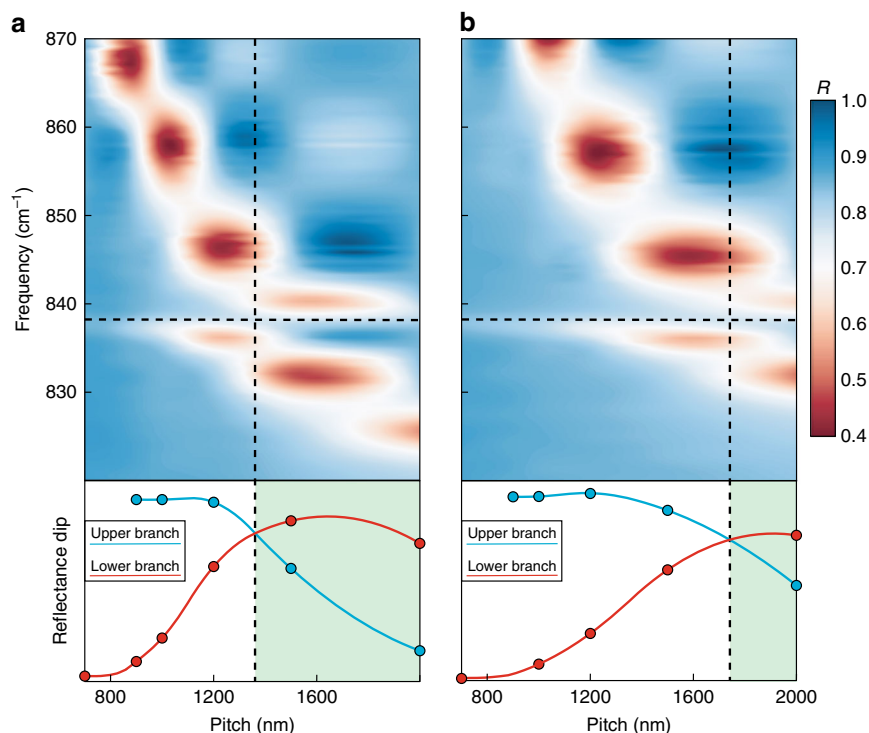 a
b
870
860
850
840
830
Frequency (cm⁻¹)
R
1.0
0.9
0.8
0.7
0.6
0.5
0.4
Reflectance dip
Upper branch
Lower branch
Upper branch
Lower branch
800 1200 1600
Pitch (nm)
800 1200 1600 2000
Pitch (nm)